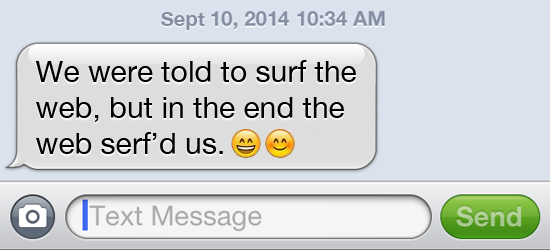 Sept 10, 2014 10:34 AM
We were told to surf the
web, but in the end the
web serf’d us. 😄😊
Text Message
Send